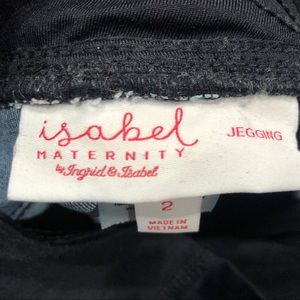 isabel
JEGGING
MATERNITY
by Ingrid & Isabel
2
MADE IN
VIETNAM